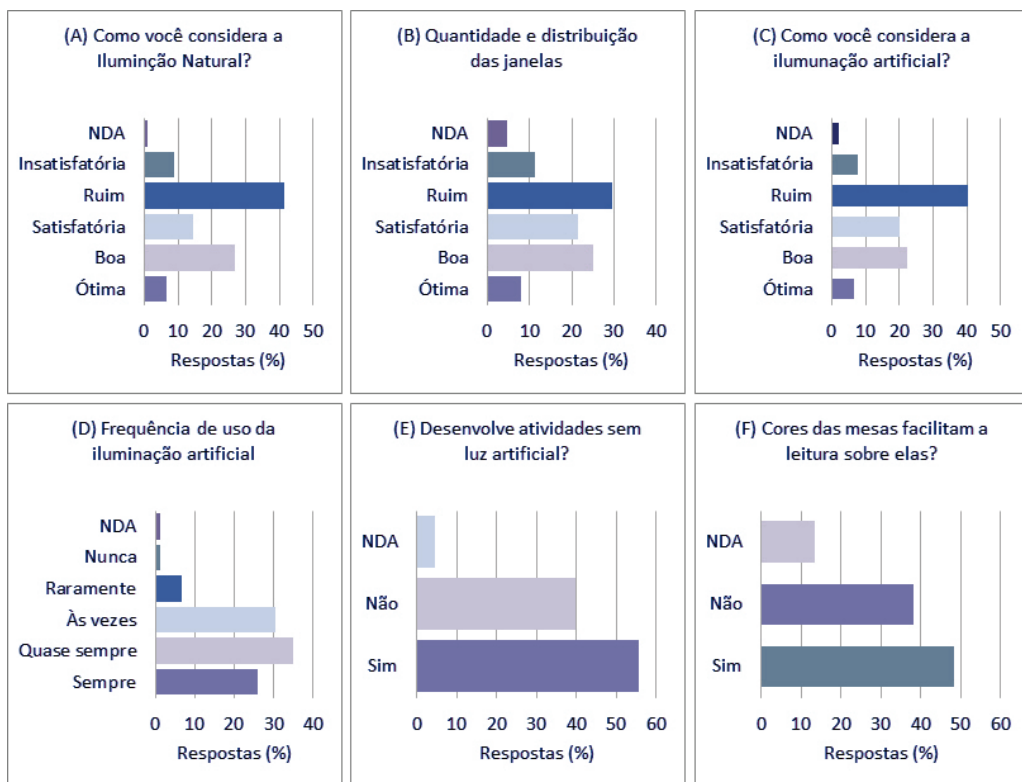 (A) Como você considera a
Iluminção Natural?
NDA
Insatisfatória
Ruim
Satisfatória
Boa
Ótima
0 10 20 30 40 50
Respostas (%)
(B) Quantidade e distribuição
das janelas
NDA
Insatisfatória
Ruim
Satisfatória
Boa
Ótima
0 10 20 30 40
Respostas (%)
(C) Como você considera a
ilumunação artificial?
NDA
Insatisfatória
Ruim
Satisfatória
Boa
Ótima
0 10 20 30 40 50
Respostas (%)
(D) Frequência de uso da
iluminação artificial
NDA
Nunca
Raramente
Às vezes
Quase sempre
Sempre
0 10 20 30 40
Respostas (%)
(E) Desenvolve atividades sem
luz artificial?
NDA
Não
Sim
0 10 20 30 40 50 60
Respostas (%)
(F) Cores das mesas facilitam a
leitura sobre elas?
NDA
Não
Sim
0 10 20 30 40 50 60
Respostas (%)